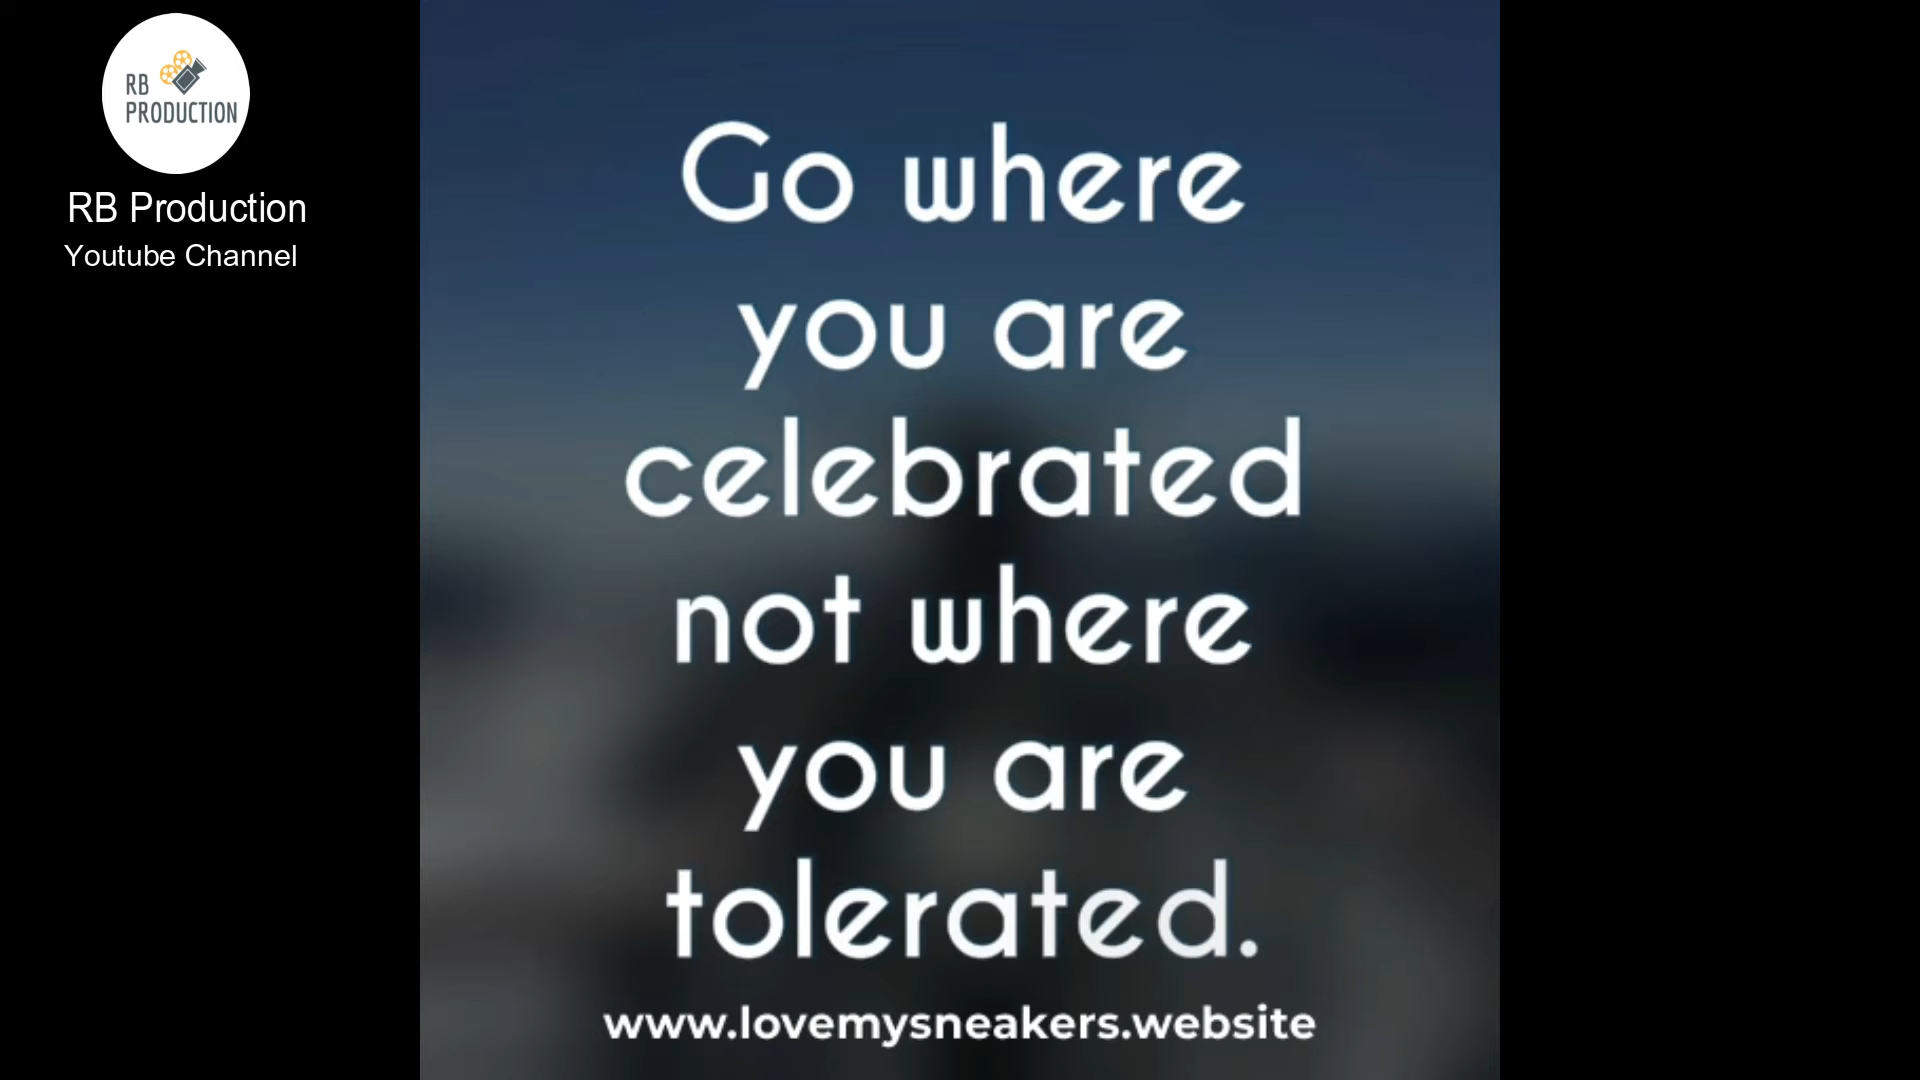 RB
PRODUCTION
RB Production
Youtube Channel
Go where
you are
celebrated
not where
you are
tolerated.
www.lovemysneakers.website